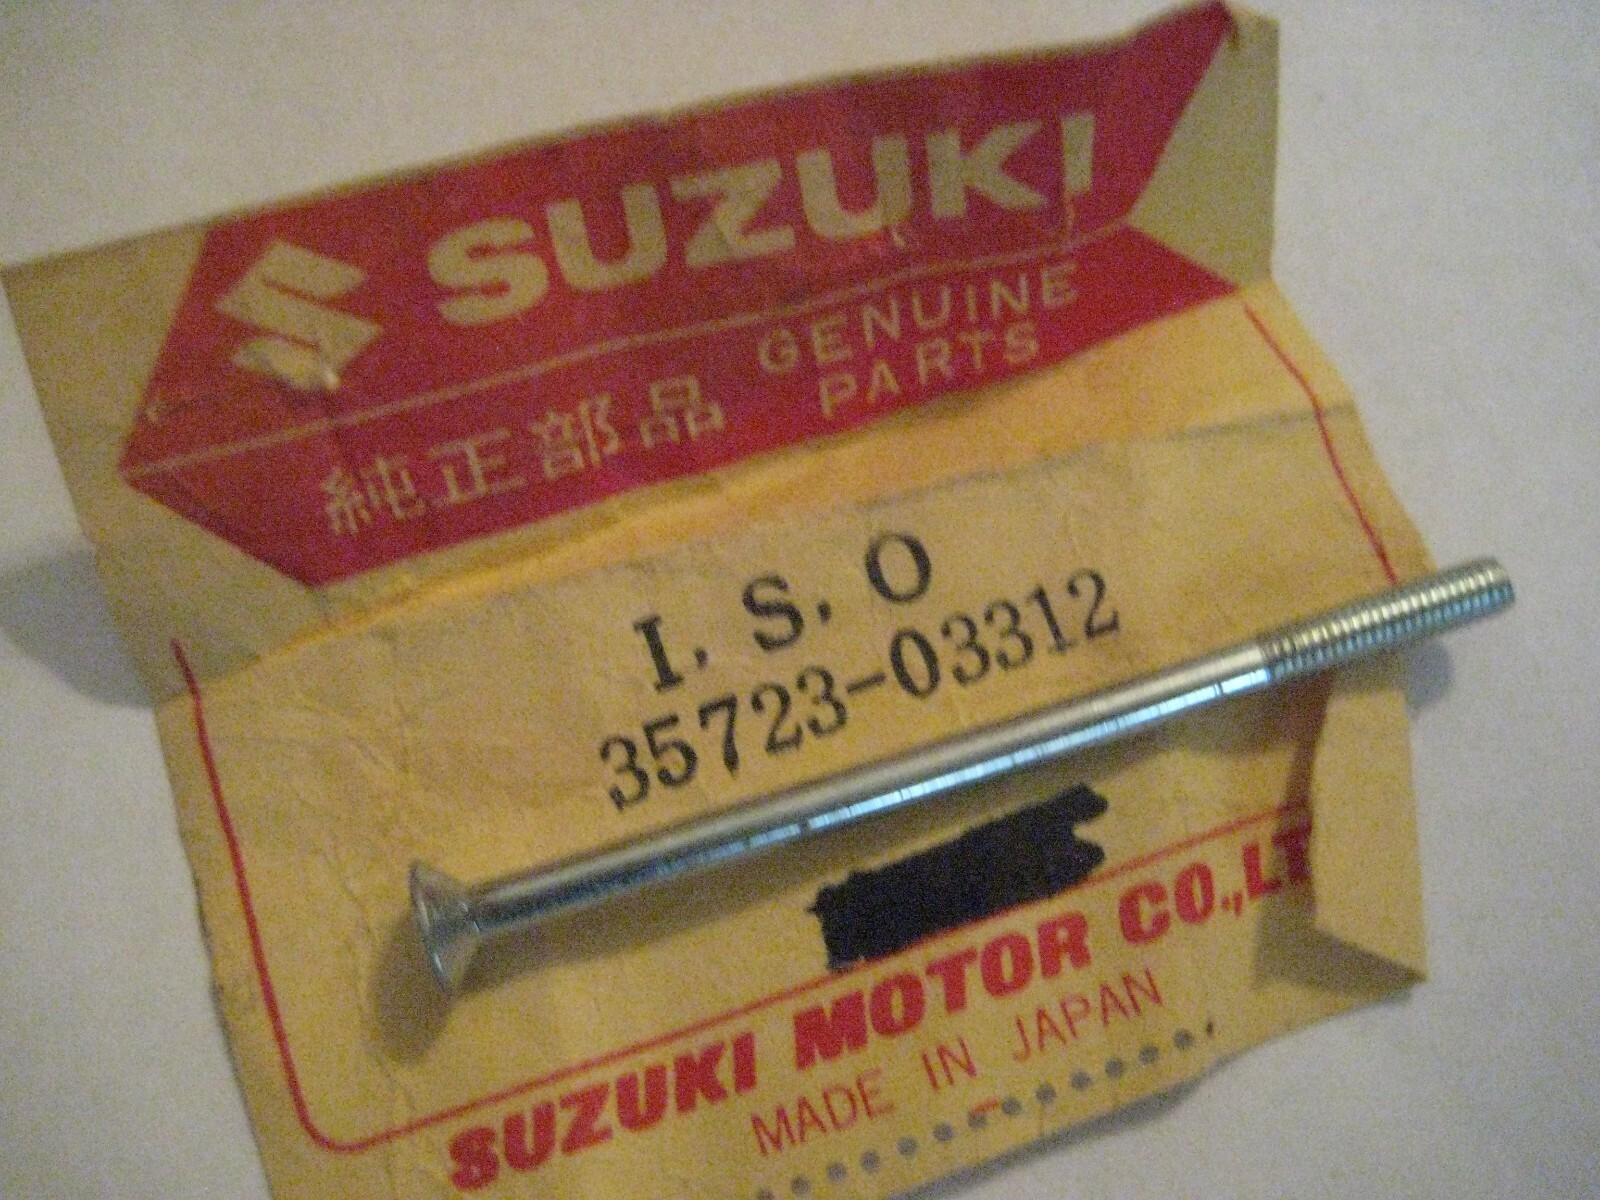 SUZUKI
純正部品 GENUINE PARTS
I. S. O
35723-03312
SUZUKI MOTOR CO.,LT
MADE IN JAPAN